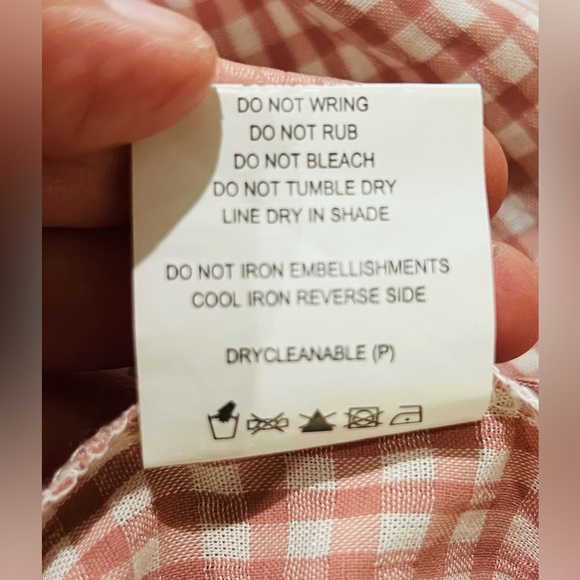 DO NOT WRING
DO NOT RUB
DO NOT BLEACH
DO NOT TUMBLE DRY
LINE DRY IN SHADE
DO NOT IRON EMBELLISHMENTS
COOL IRON REVERSE SIDE
DRYCLEANABLE (P)